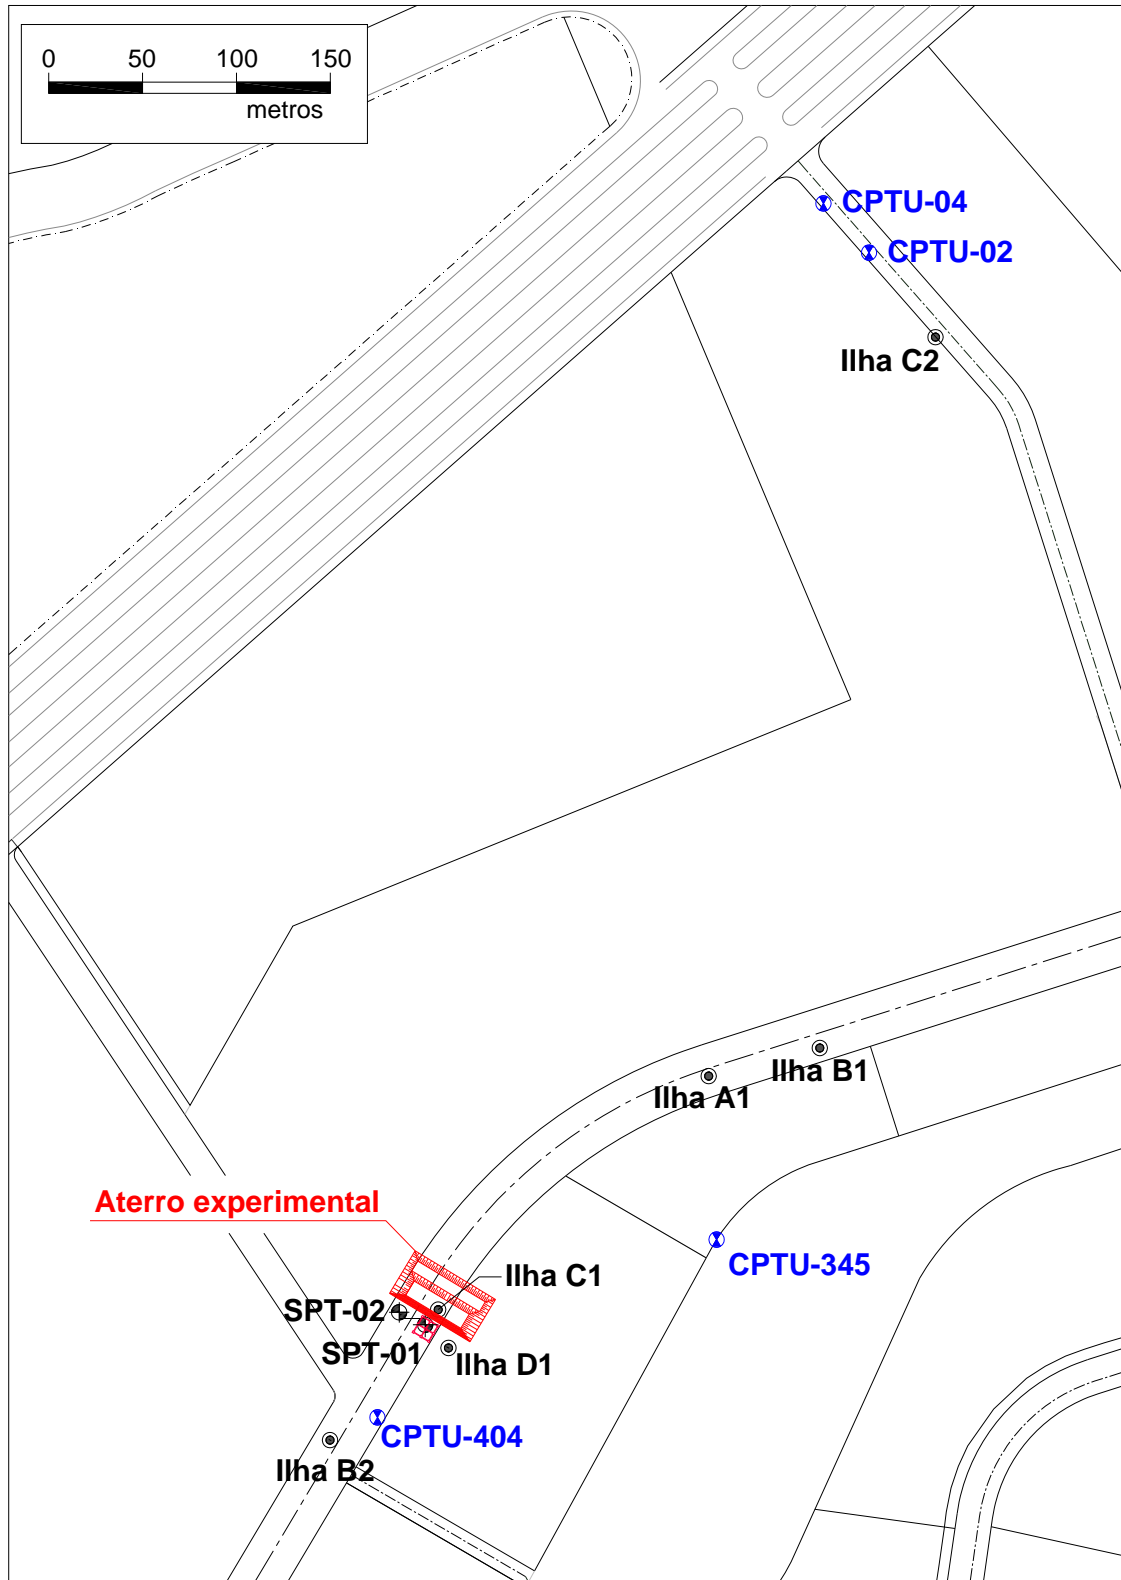 0 50 100 150
metros
CPTU-04
CPTU-02
Ilha C2
Ilha B1
Ilha A1
Aterro experimental
CPTU-345
Ilha C1
SPT-02
SPT-01
Ilha D1
CPTU-404
Ilha B2